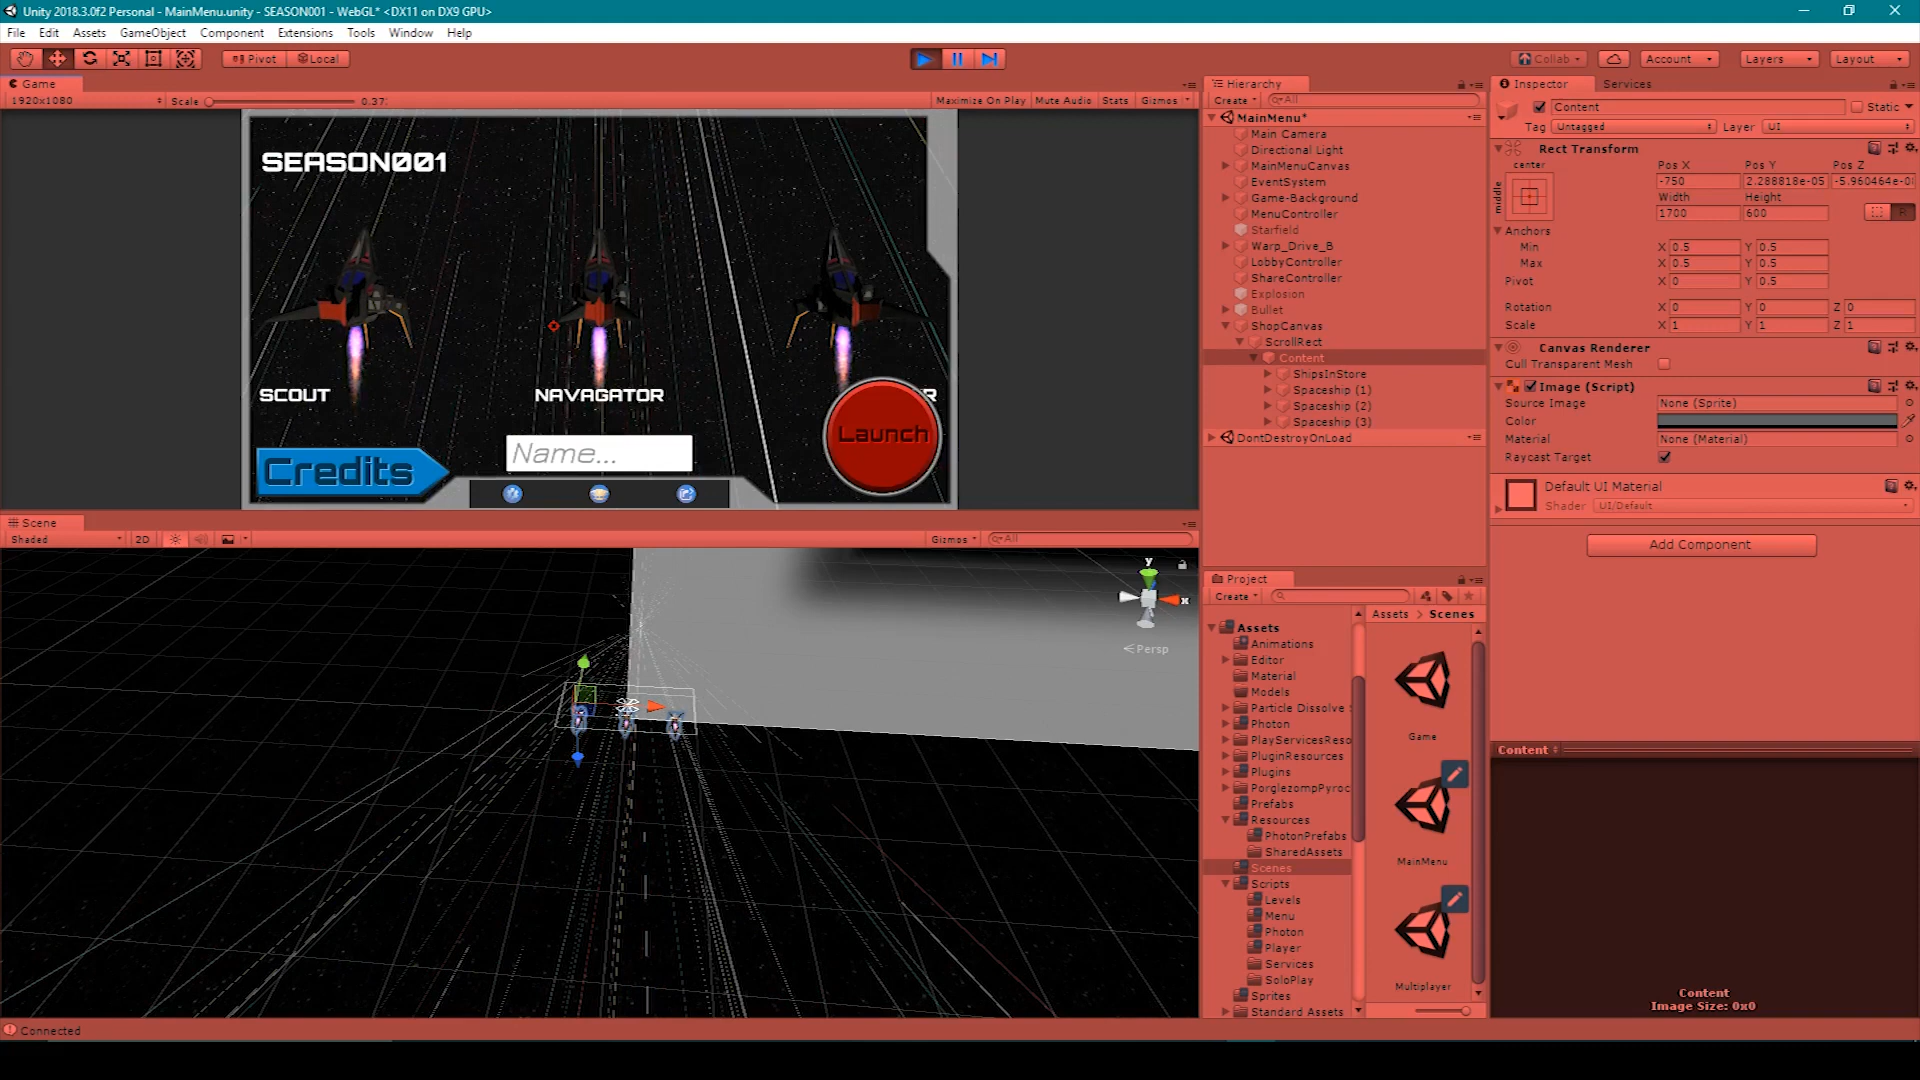 Unity 2018.3.0f2 Personal - MainMenu.unity - SEASON001 - WebGL* <DX11 on DX9 GPU>
File Edit Assets GameObject Component Extensions Tools Window Help
Pivot Local Collab Account Layers Layout
Game
1920x1080 Scale 0.37 Maximize On Play Mute Audio Stats Gizmos
SEASON001
SCOUT NAVAGATOR R
Launch
Name...
Credits
Scene
Shaded 2D Gizmos All
y
x
Persp
Hierarchy
Create All
MainMenu*
Main Camera
Directional Light
MainMenuCanvas
EventSystem
Game-Background
MenuController
Starfield
Warp_Drive_B
LobbyController
ShareController
Explosion
Bullet
ShopCanvas
ScrollRect
Content
ShipsInStore
Spaceship (1)
Spaceship (2)
Spaceship (3)
DontDestroyOnLoad
Project
Create
Assets
Animations
Editor
Material
Models
Particle Dissolve
Photon
PlayServicesReso
PluginResources
Plugins
PorglezompPyroc
Prefabs
Resources
PhotonPrefabs
SharedAssets
Scenes
Scripts
Levels
Menu
Photon
Player
Services
SoloPlay
Sprites
Standard Assets
Assets > Scenes
Game
MainMenu
Multiplayer
Inspector Services
Content Static
Tag Untagged Layer UI
Rect Transform
center
middle
Pos X Pos Y Pos Z
-750 2.288818e-05 -5.960464e-0
Width Height
1700 600
R
Anchors
Min X 0.5 Y 0.5
Max X 0.5 Y 0.5
Pivot X 0 Y 0.5
Rotation X 0 Y 0 Z 0
Scale X 1 Y 1 Z 1
Canvas Renderer
Cull Transparent Mesh
Image (Script)
Source Image None (Sprite)
Color
Material None (Material)
Raycast Target
Default UI Material
Shader UI/Default
Add Component
Content
Content
Image Size: 0x0
Connected